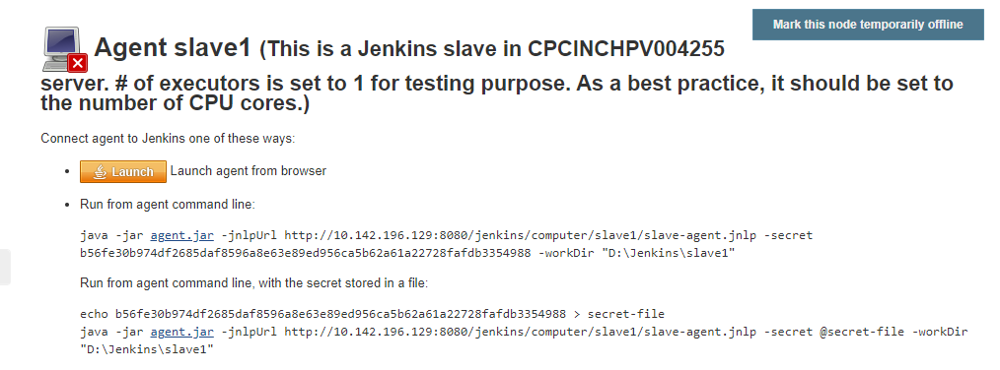 Mark this node temporarily offline
Agent slave1 (This is a Jenkins slave in CPCINCHPV004255
server. # of executors is set to 1 for testing purpose. As a best practice, it should be set to
the number of CPU cores.)
Connect agent to Jenkins one of these ways:
• Launch Launch agent from browser
• Run from agent command line:
java -jar agent.jar -jnlpUrl http://10.142.196.129:8080/jenkins/computer/slave1/slave-agent.jnlp -secret
b56fe30b974df2685daf8596a8e63e89ed956ca5b62a61a22728fafdb3354988 -workDir "D:\Jenkins\slave1"
Run from agent command line, with the secret stored in a file:
echo b56fe30b974df2685daf8596a8e63e89ed956ca5b62a61a22728fafdb3354988 > secret-file
java -jar agent.jar -jnlpUrl http://10.142.196.129:8080/jenkins/computer/slave1/slave-agent.jnlp -secret @secret-file -workDir
"D:\Jenkins\slave1"